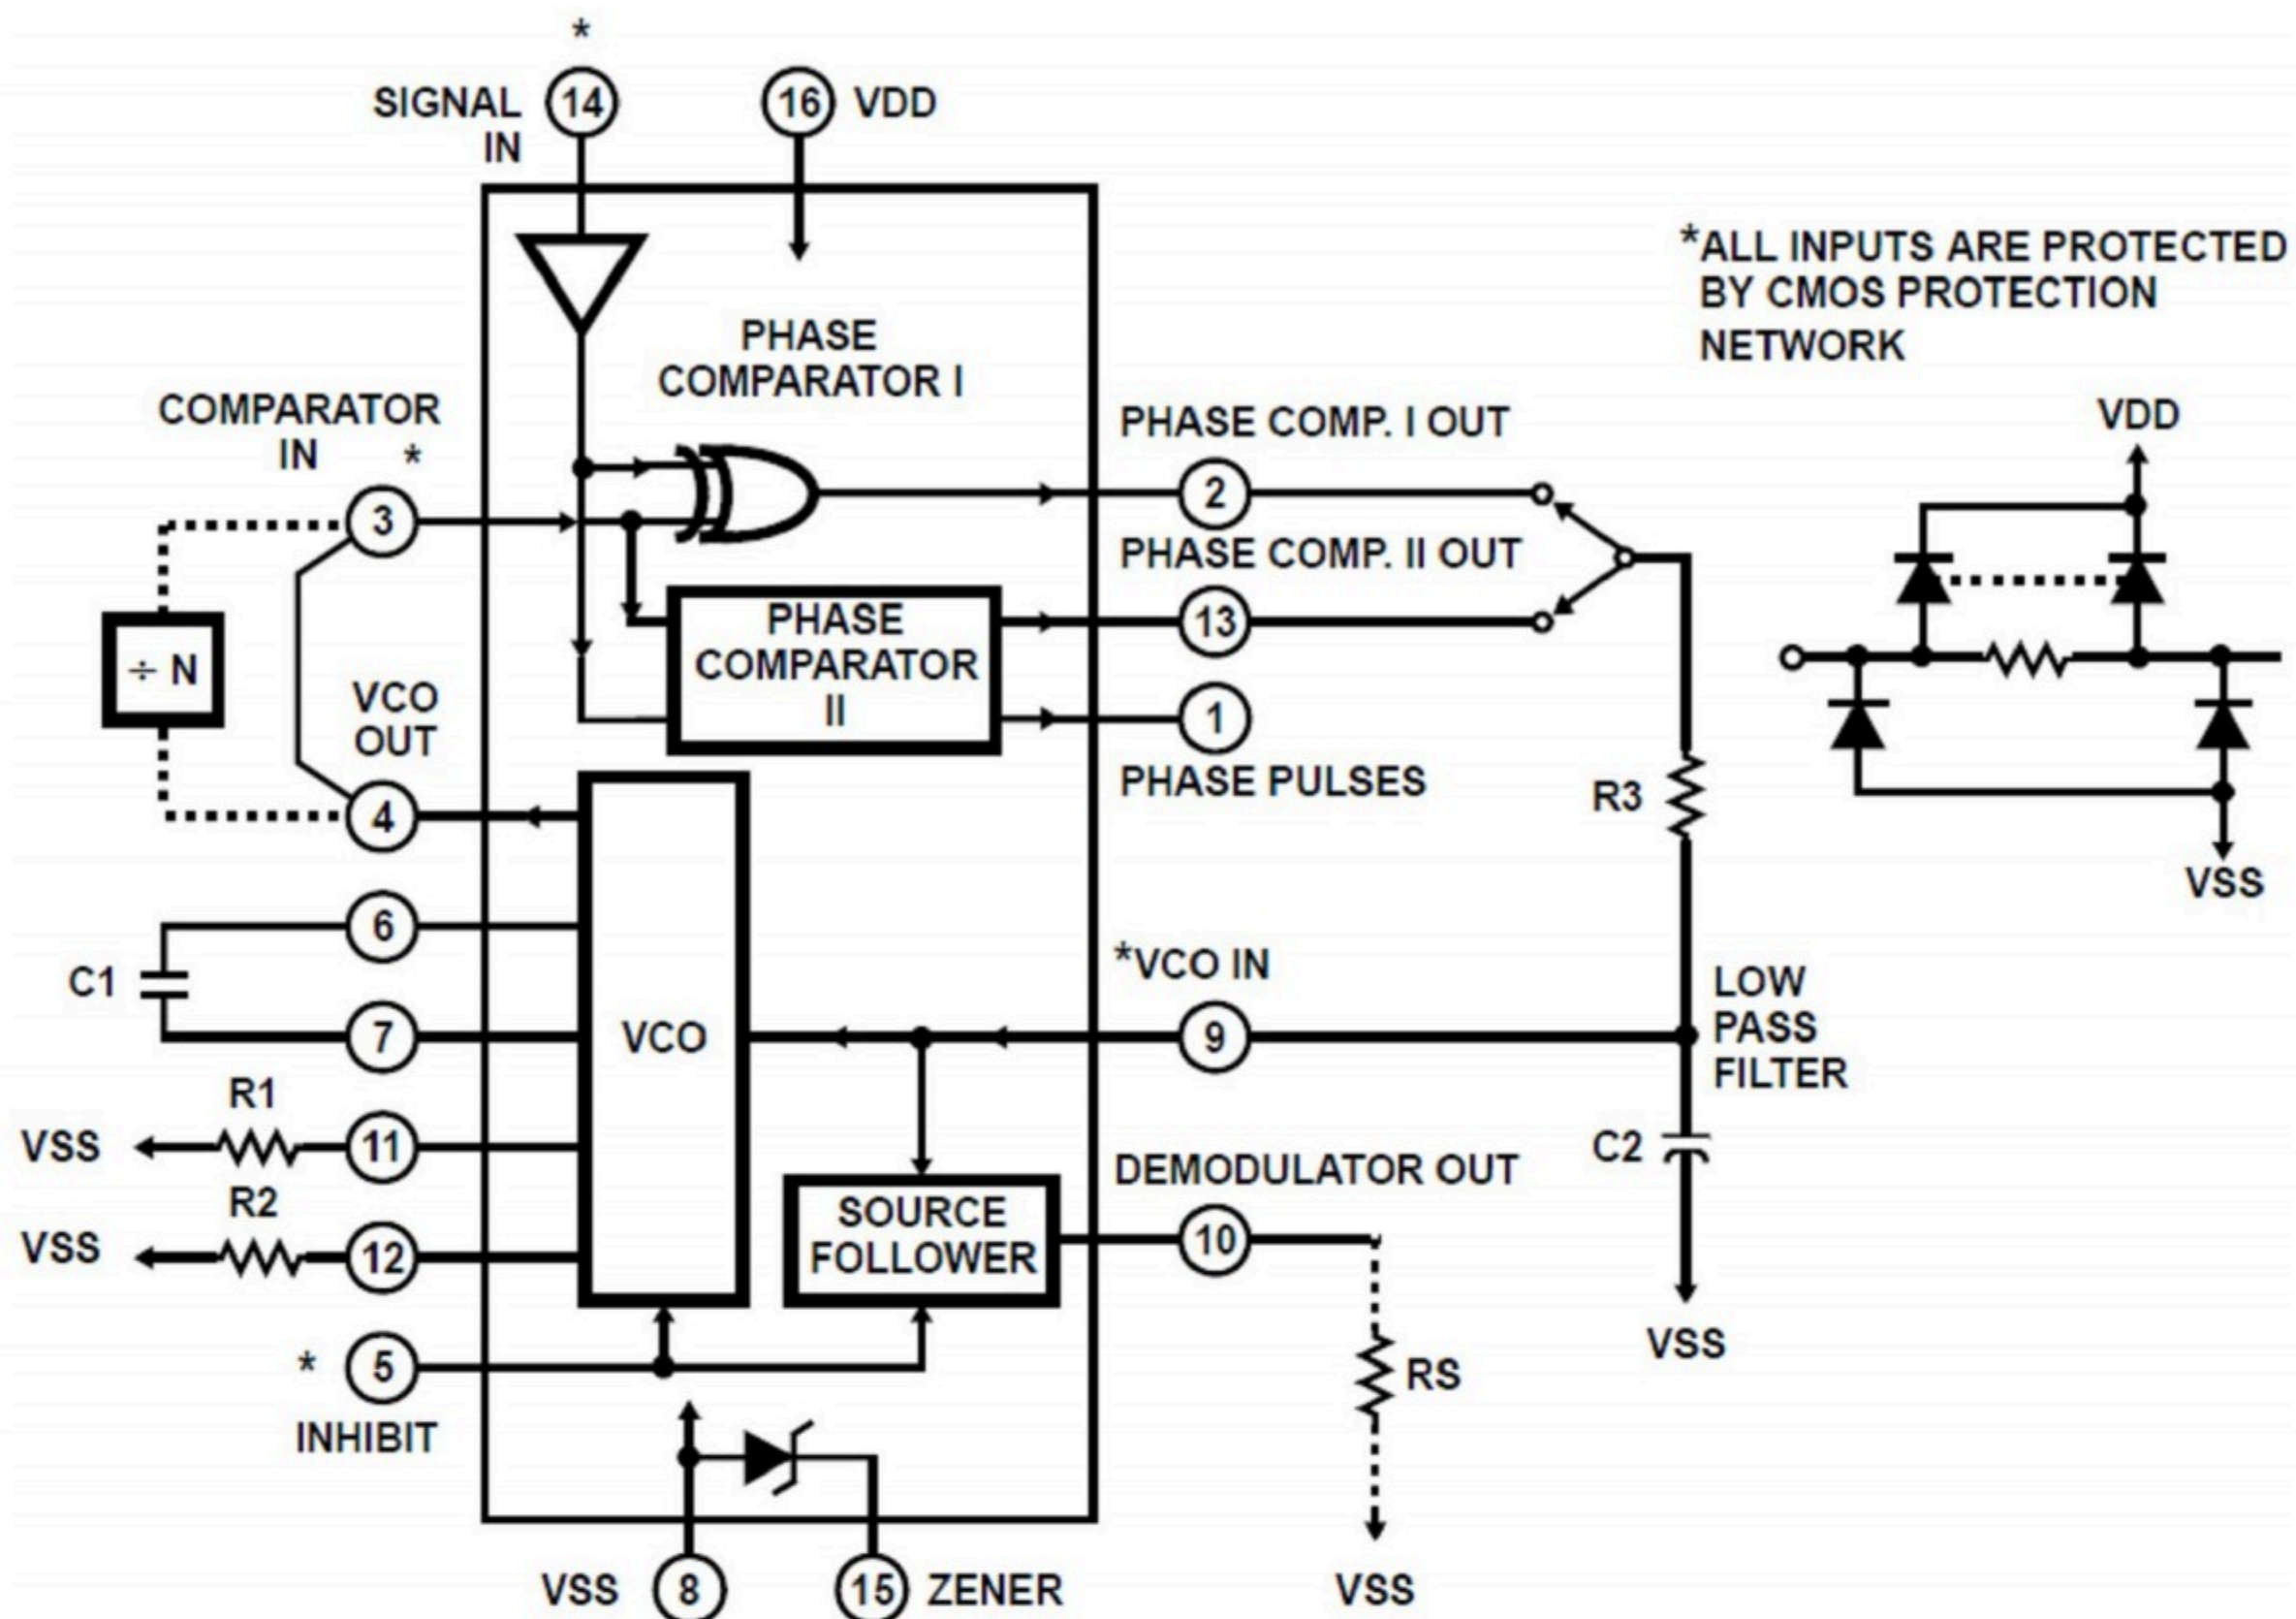 *
SIGNAL
IN
14
16
VDD
PHASE
COMPARATOR I
COMPARATOR
IN
*
3
PHASE COMP. I OUT
2
PHASE COMP. II OUT
13
PHASE
COMPARATOR
II
1
PHASE PULSES
÷ N
VCO
OUT
4
6
C1
7
VCO
*VCO IN
9
R1
VSS
11
R2
VSS
12
SOURCE
FOLLOWER
DEMODULATOR OUT
10
* 5
INHIBIT
RS
VSS
VSS 8
15 ZENER
R3
LOW
PASS
FILTER
C2
VSS
*ALL INPUTS ARE PROTECTED
BY CMOS PROTECTION
NETWORK
VDD
VSS